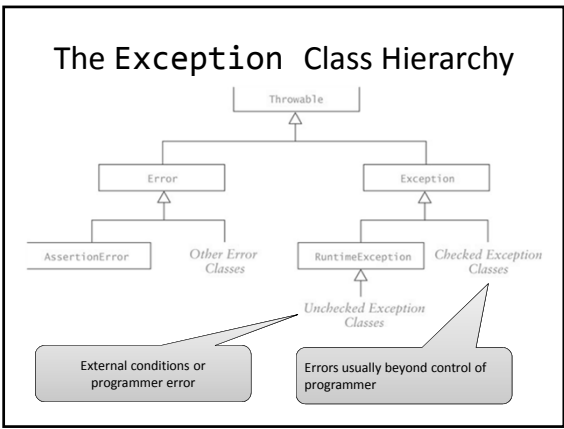 The Exception Class Hierarchy
Throwable
Error
Exception
AssertionError
Other Error
Classes
RuntimeException
Checked Exception
Classes
Unchecked Exception
Classes
External conditions or
programmer error
Errors usually beyond control of
programmer